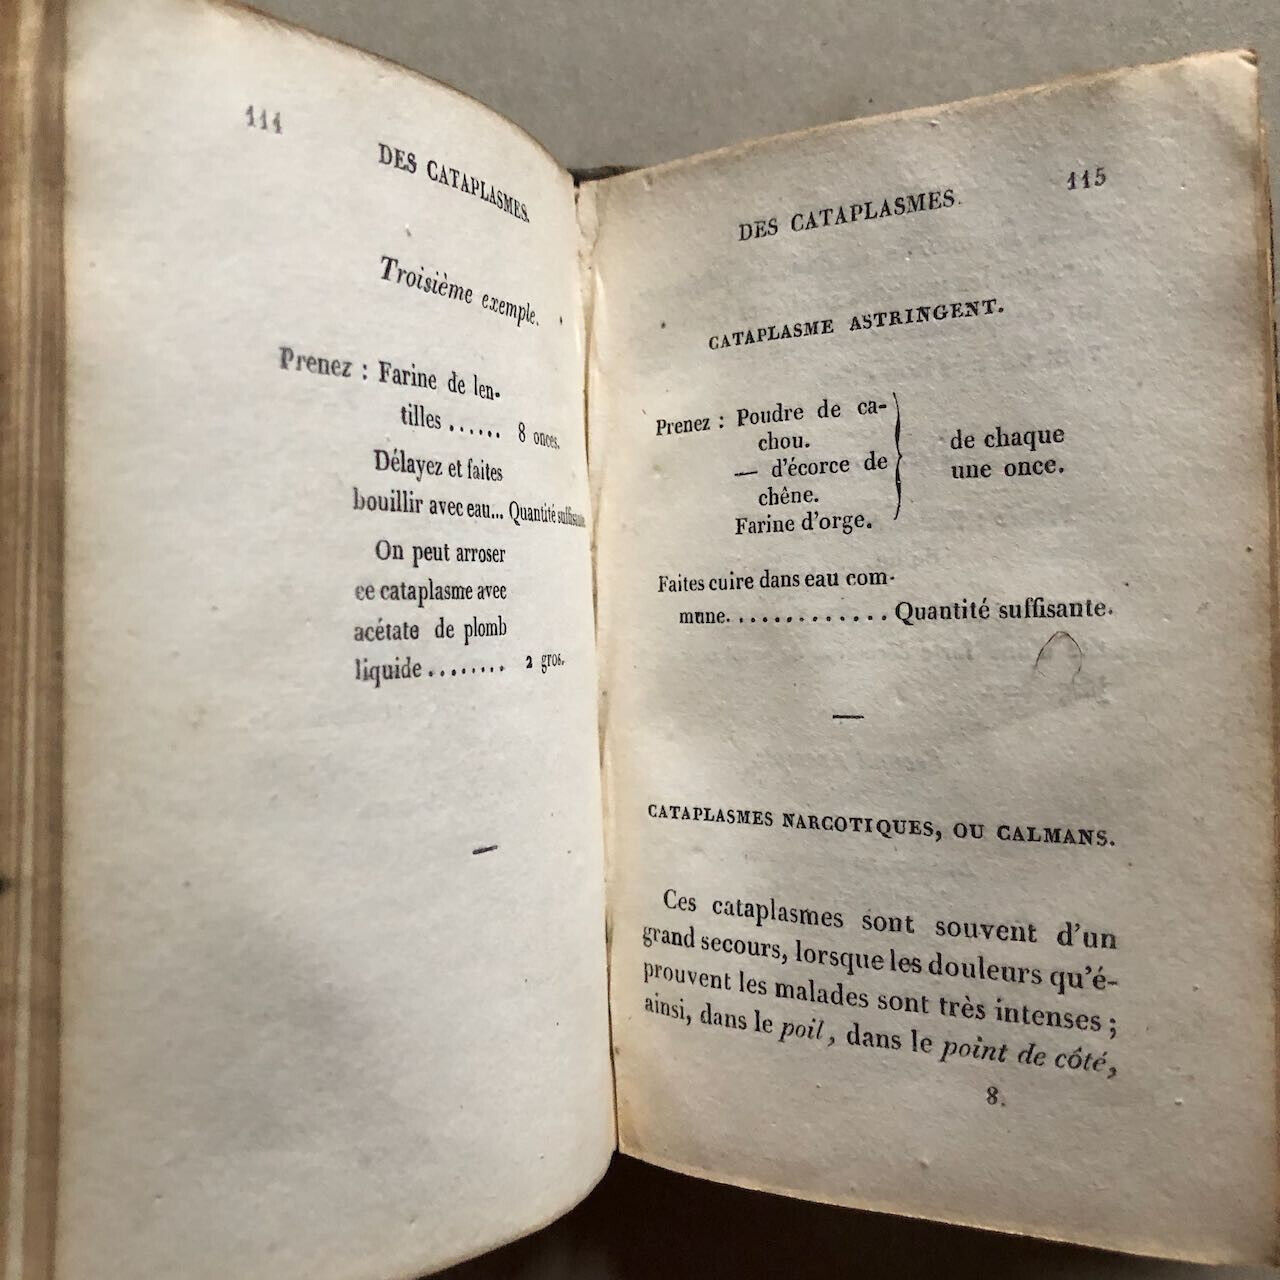 114
DES CATAPLASMES.
Troisième exemple.
Prenez : Farine de len-
tilles ...... 8 onces.
Délayez et faites
bouillir avec eau... Quantité suffisante
On peut arroser
ce cataplasme avec
acétate de plomb
liquide ........ 2 gros.
DES CATAPLASMES. 115
CATAPLASME ASTRINGENT.
Prenez : Poudre de ca-
chou.
— d'écorce de
chêne.
Farine d'orge.
de chaque
une once.
Faites cuire dans eau com-
mune. ............ Quantité suffisante.
CATAPLASMES NARCOTIQUES, OU CALMANS.
Ces cataplasmes sont souvent d'un
grand secours, lorsque les douleurs qu'é-
prouvent les malades sont très intenses ;
ainsi, dans le poil, dans le point de côté,
8.